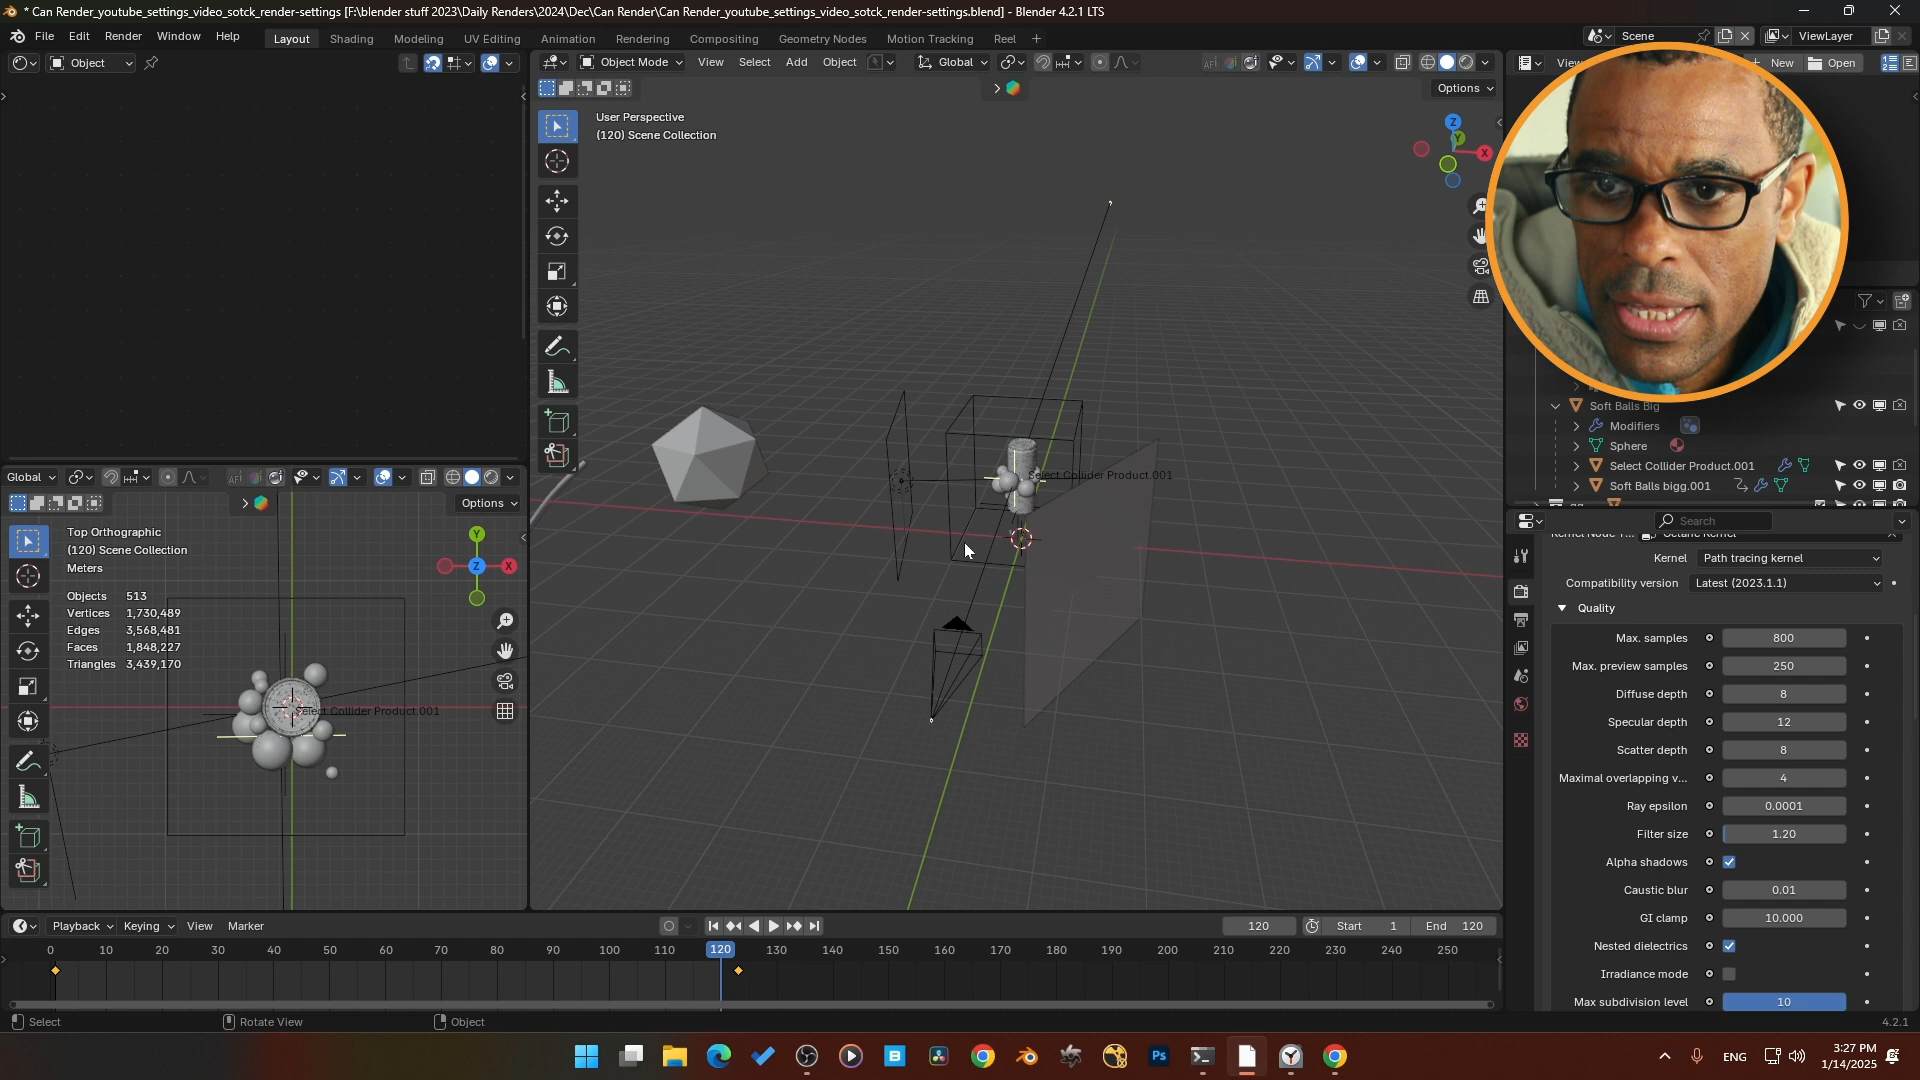 * Can Render_youtube_settings_video_sotck_render-settings [F:\blender stuff 2023\Daily Renders\2024\Dec\Can Render\Can Render_youtube_settings_video_sotck_render-settings.blend] - Blender 4.2.1 LTS
File Edit Render Window Help Layout Shading Modeling UV Editing Animation Rendering Compositing Geometry Nodes Motion Tracking Reel +
Scene
ViewLayer
Object
Object Mode View Select Add Object Global
Options
New
Open
User Perspective
(120) Scene Collection
Z
Y
X
Select Collider Product.001
Soft Balls Big
Modifiers
Sphere
Select Collider Product.001
Soft Balls bigg.001
Global
Options
Top Orthographic
(120) Scene Collection
Meters
Objects 513
Vertices 1,730,489
Edges 3,568,481
Faces 1,848,227
Triangles 3,439,170
Y
Z
X
Select Collider Product.001
Search
Kernel Path tracing kernel
Compatibility version Latest (2023.1.1)
Quality
Max. samples 800
Max. preview samples 250
Diffuse depth 8
Specular depth 12
Scatter depth 8
Maximal overlapping v... 4
Ray epsilon 0.0001
Filter size 1.20
Alpha shadows
Caustic blur 0.01
GI clamp 10.000
Nested dielectrics
Irradiance mode
Max subdivision level 10
Playback Keying View Marker
120 Start 1 End 120
0 10 20 30 40 50 60 70 80 90 100 110 120 130 140 150 160 170 180 190 200 210 220 230 240 250
Select Rotate View Object
4.2.1
Ps
ENG
3:27 PM
1/14/2025